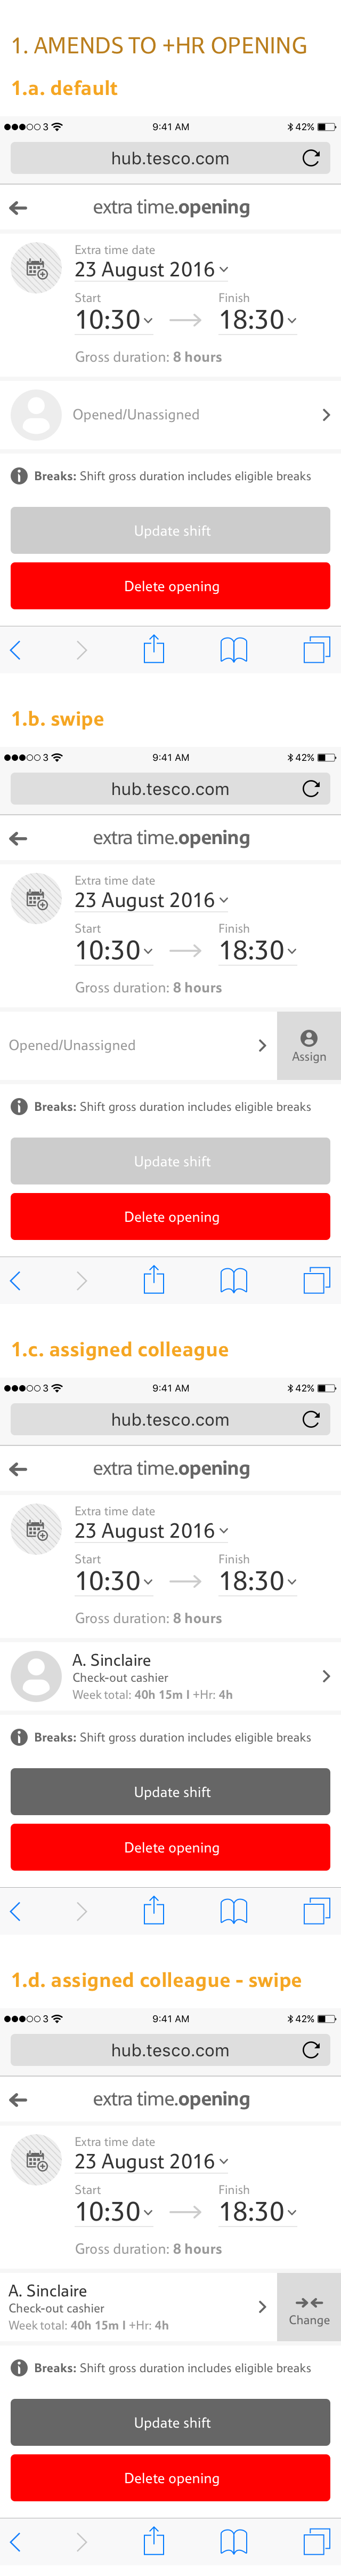 1. AMENDS TO +HR OPENING
1.a. default
3 9:41 AM 42%
hub.tesco.com
extra time.opening
Extra time date
23 August 2016
Start Finish
10:30 18:30
Gross duration: 8 hours
Opened/Unassigned
Breaks: Shift gross duration includes eligible breaks
Update shift
Delete opening
1.b. swipe
3 9:41 AM 42%
hub.tesco.com
extra time.opening
Extra time date
23 August 2016
Start Finish
10:30 18:30
Gross duration: 8 hours
Opened/Unassigned
Assign
Breaks: Shift gross duration includes eligible breaks
Update shift
Delete opening
1.c. assigned colleague
3 9:41 AM 42%
hub.tesco.com
extra time.opening
Extra time date
23 August 2016
Start Finish
10:30 18:30
Gross duration: 8 hours
A. Sinclaire
Check-out cashier
Week total: 40h 15m | +Hr: 4h
Breaks: Shift gross duration includes eligible breaks
Update shift
Delete opening
1.d. assigned colleague - swipe
3 9:41 AM 42%
hub.tesco.com
extra time.opening
Extra time date
23 August 2016
Start Finish
10:30 18:30
Gross duration: 8 hours
A. Sinclaire
Check-out cashier
Week total: 40h 15m | +Hr: 4h
Change
Breaks: Shift gross duration includes eligible breaks
Update shift
Delete opening